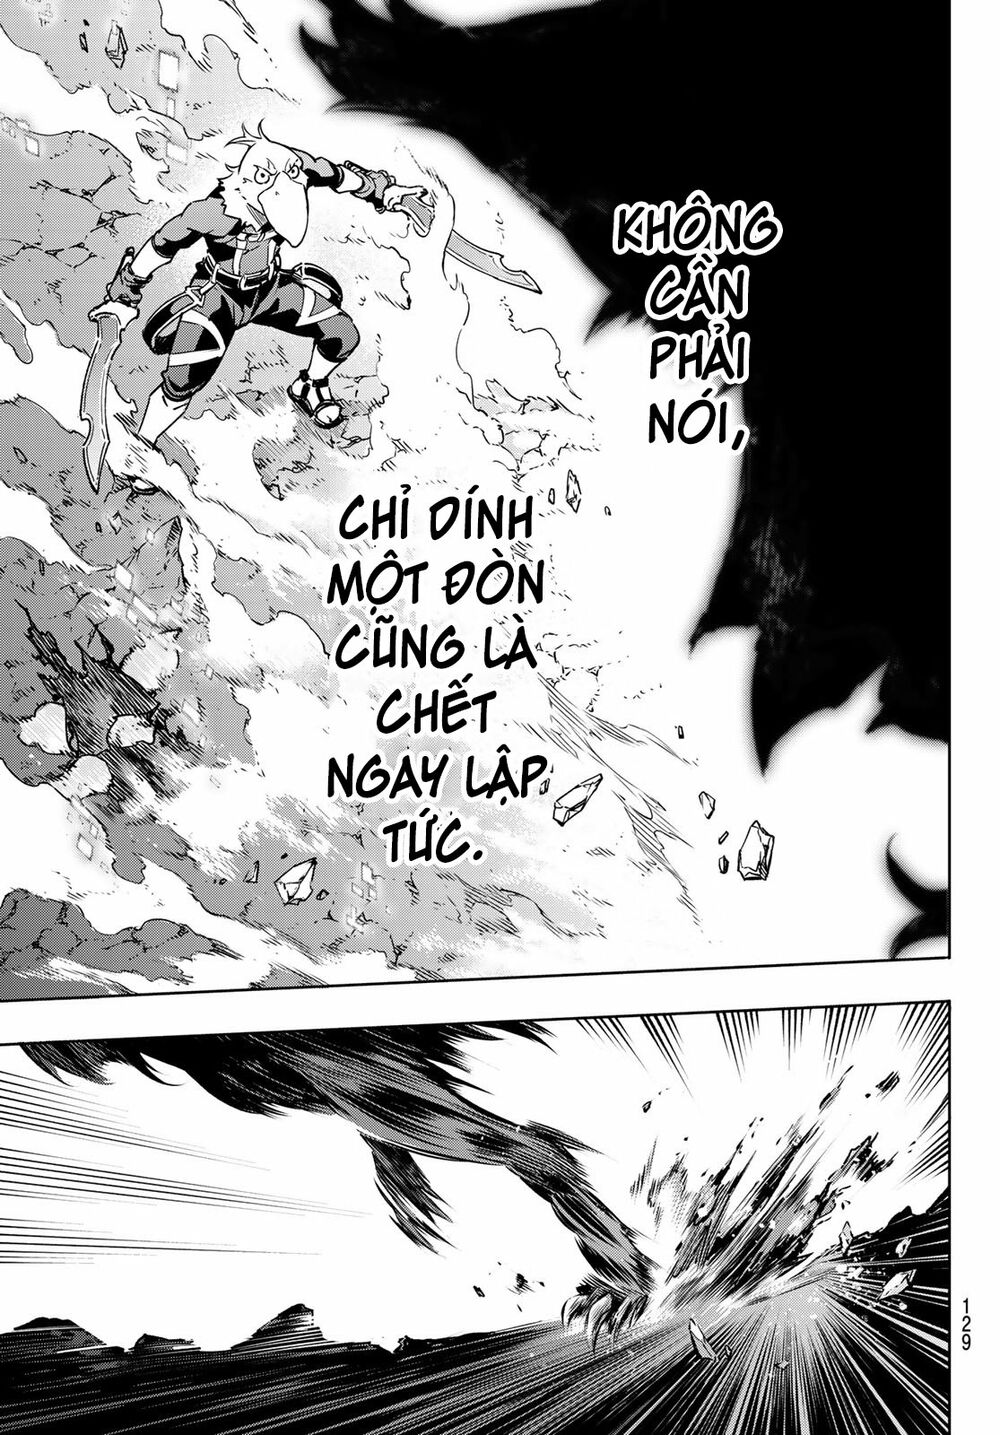 KHÔNG
CẦN
PHẢI
NÓI,
CHỈ DÍNH
MỘT ĐÒN
CŨNG LÀ
CHẾT
NGAY LẬP
TỨC.
129